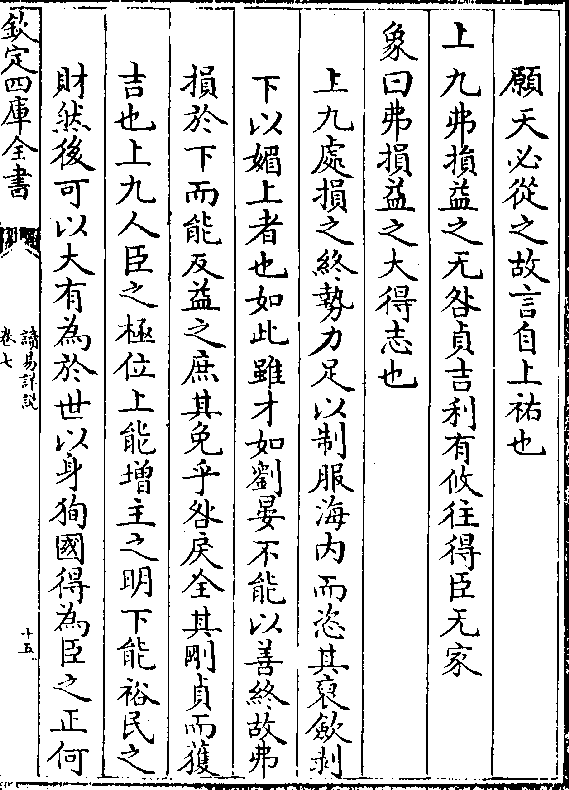 願天必從之故言自上祐也
上九弗損益之无咎貞吉利有攸往得臣无家
象曰弗損益之大得志也
上九處損之終勢力足以制服海内而恣其裒歛剥
下以媚上者也如此雖才如劉晏不能以善終故弗
損於下而能反益之庶其免乎咎戾全其剛貞而獲
吉也上九人臣之極位上能增主之明下能裕民之
財然後可以大有為於世以身狥國得為臣之正何
欽定四庫全書
讀易詳説
卷七
十五